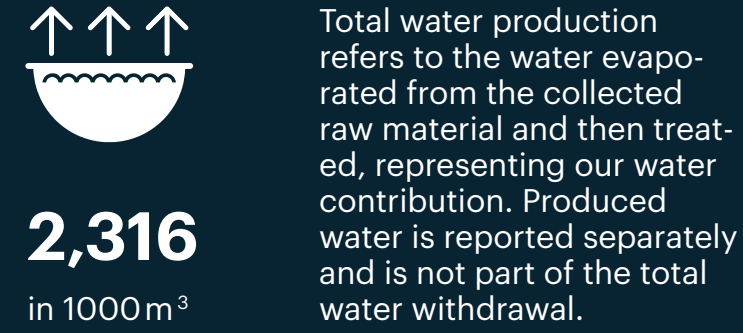 2,316
in 1000 m³
Total water production
refers to the water evapo-
rated from the collected
raw material and then treat-
ed, representing our water
contribution. Produced
water is reported separately
and is not part of the total
water withdrawal.